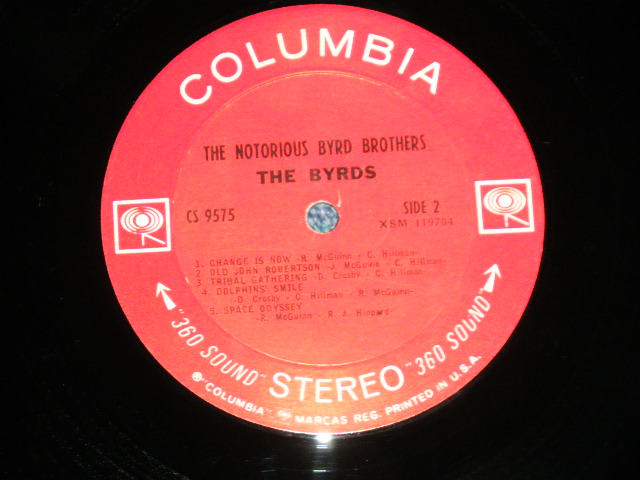 COLUMBIA
THE NOTORIOUS BYRD BROTHERS
THE BYRDS
CS 9575
SIDE 2
XSM 119704
1. CHANGE IS NOW -R. McGuinn - C. Hillman-
2. OLD JOHN ROBERTSON -J. McGuinn - C. Hillman-
3. TRIBAL GATHERING -D. Crosby - C. Hillman-
4. DOLPHINS' SMILE
-D. Crosby - C. Hillman - R. McGuinn-
5. SPACE ODYSSEY
-R. McGuinn - R. J. Hippard-
"360 SOUND" STEREO "360 SOUND"
® "COLUMBIA" MARCAS REG. PRINTED IN U.S.A.